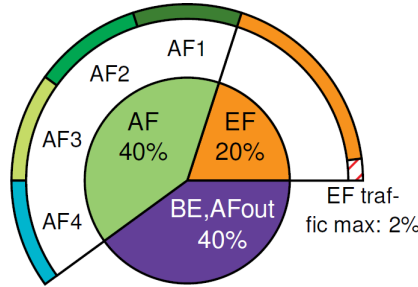 AF1
AF2
AF3
AF4
AF
40%
EF
20%
BE,AFout
40%
EF traf-
fic max: 2%